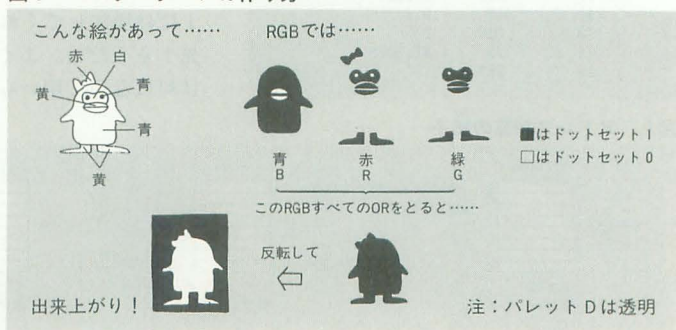 こんな絵があって……
RGBでは……
赤
白
黄
青
青
黄
青
B
赤
R
緑
G
■はドットセット1
□はドットセット0
このRGBすべてのORをとると……
反転して
出来上がり！
注：パレットDは透明